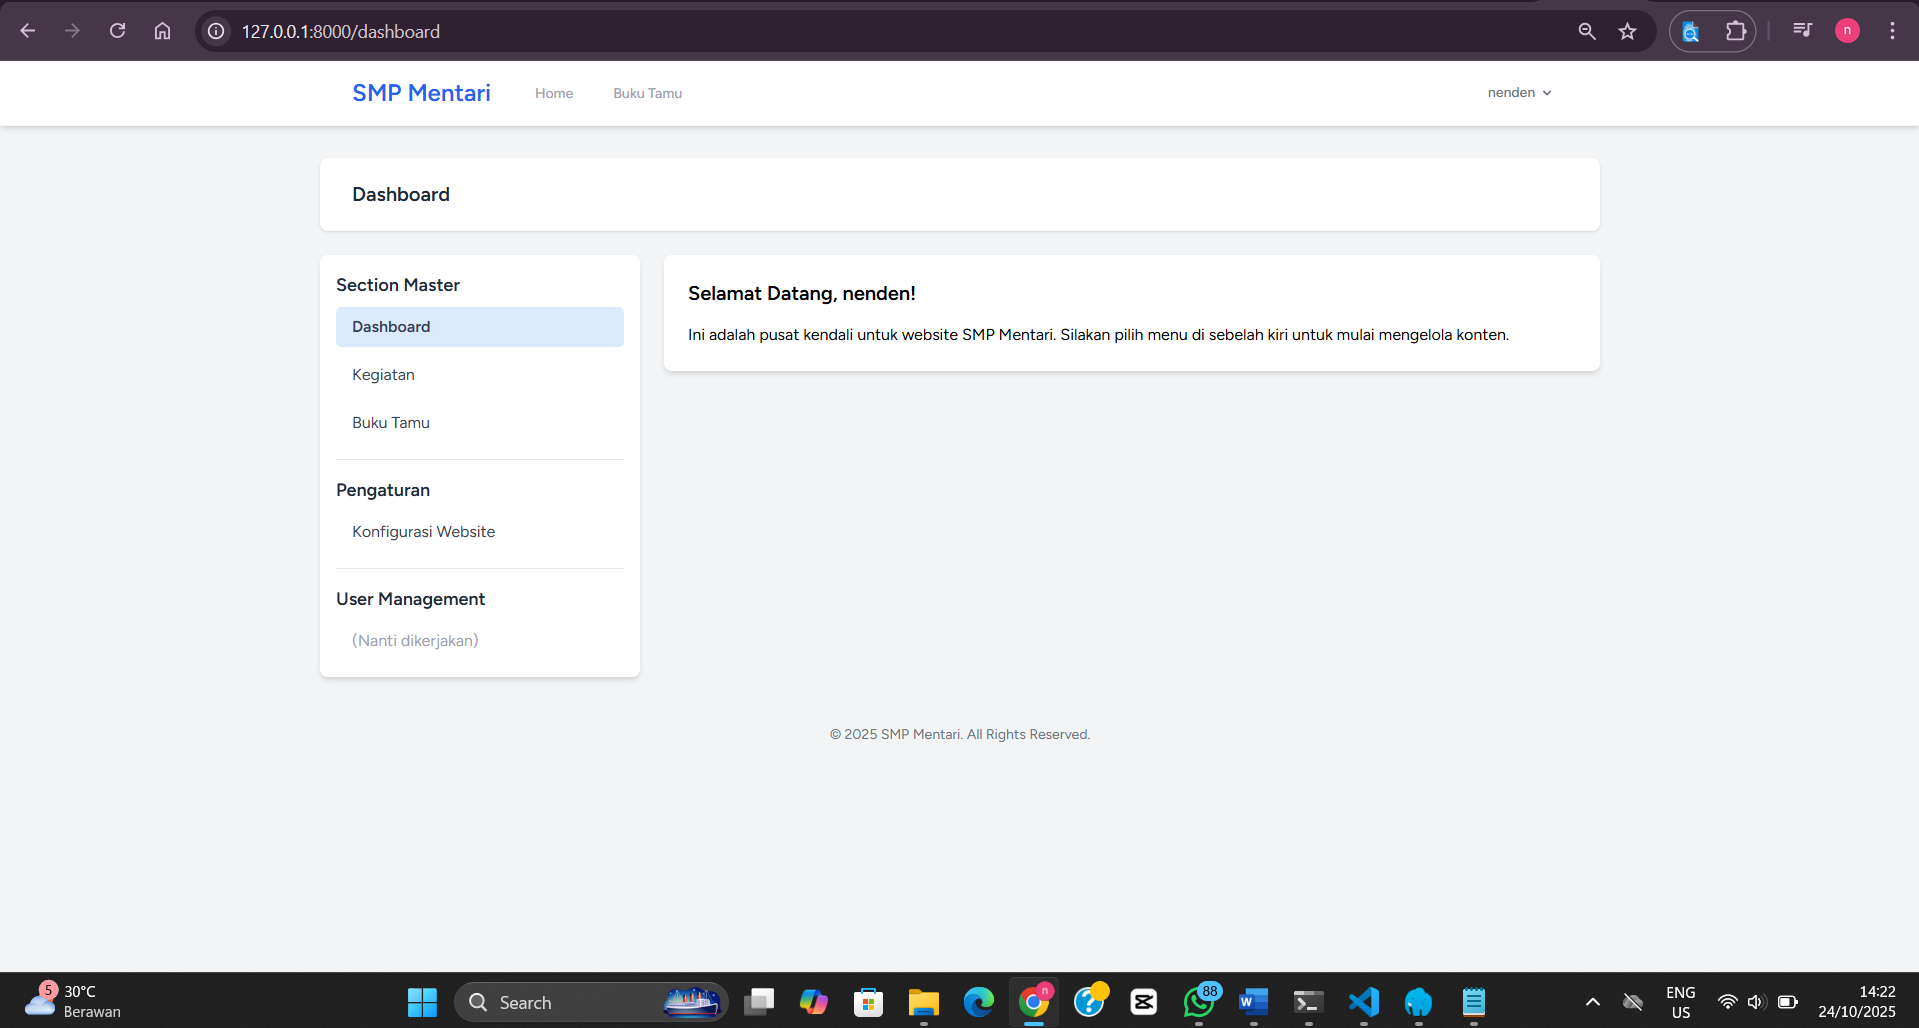 127.0.0.1:8000/dashboard
n
SMP Mentari
Home
Buku Tamu
nenden
Dashboard
Section Master
Dashboard
Kegiatan
Buku Tamu
Pengaturan
Konfigurasi Website
User Management
(Nanti dikerjakan)
Selamat Datang, nenden!
Ini adalah pusat kendali untuk website SMP Mentari. Silakan pilih menu di sebelah kiri untuk mulai mengelola konten.
© 2025 SMP Mentari. All Rights Reserved.
5
30°C
Berawan
Search
n
88
W
ENG
US
14:22
24/10/2025